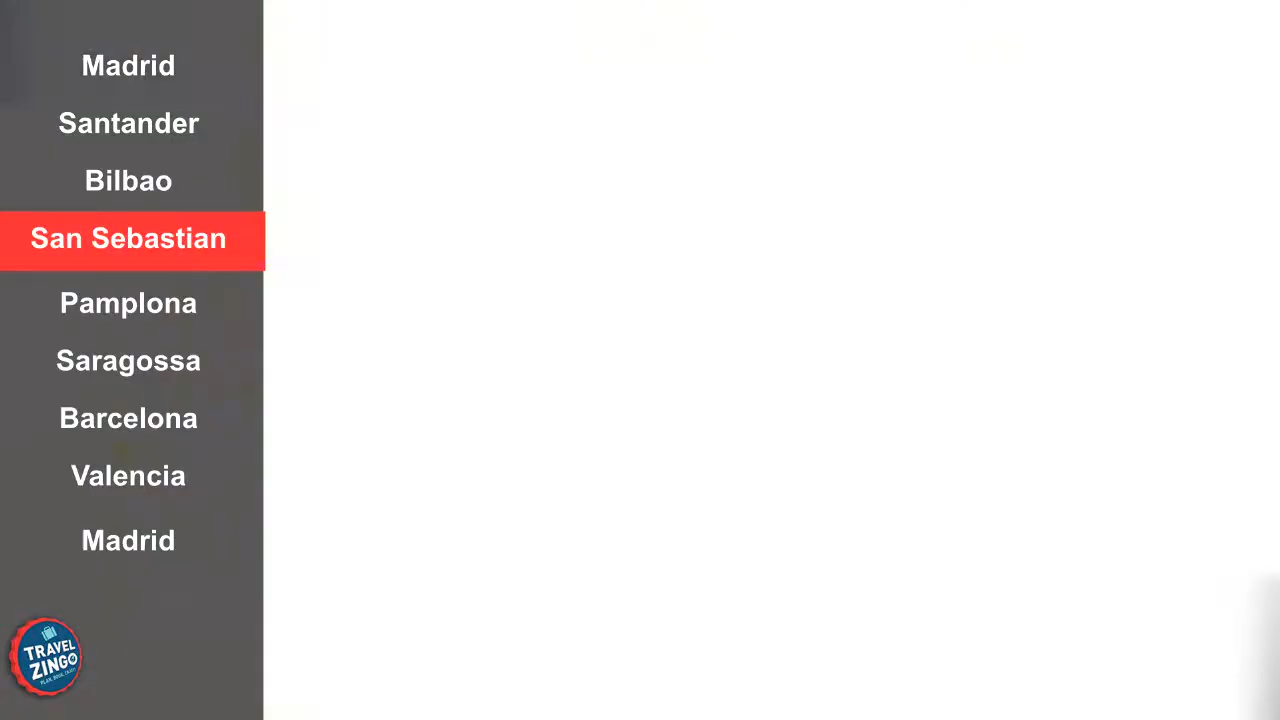 Madrid
Santander
Bilbao
San Sebastian
Pamplona
Saragossa
Barcelona
Valencia
Madrid
TRAVEL
ZINGO